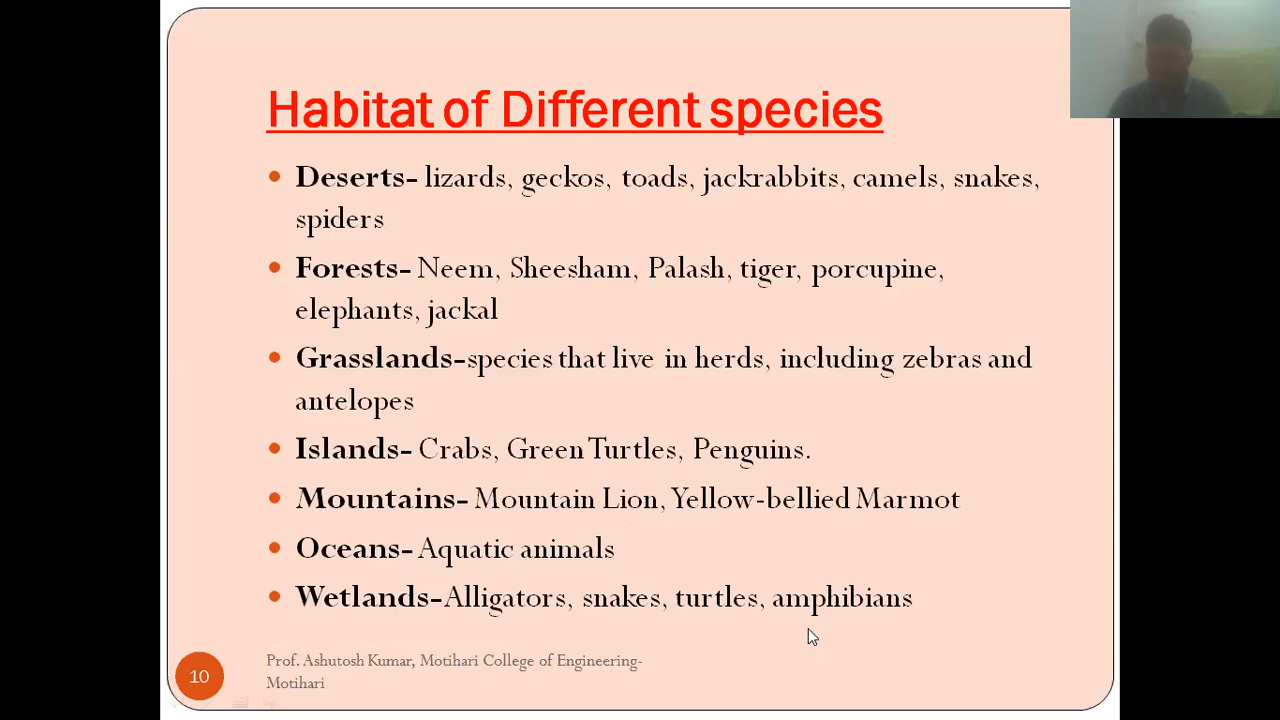 Habitat of Different species
• Deserts- lizards, geckos, toads, jackrabbits, camels, snakes,
spiders
• Forests- Neem, Sheesham, Palash, tiger, porcupine,
elephants, jackal
• Grasslands-species that live in herds, including zebras and
antelopes
• Islands- Crabs, Green Turtles, Penguins.
• Mountains- Mountain Lion, Yellow-bellied Marmot
• Oceans- Aquatic animals
• Wetlands-Alligators, snakes, turtles, amphibians
Prof. Ashutosh Kumar, Motihari College of Engineering-
Motihari
10